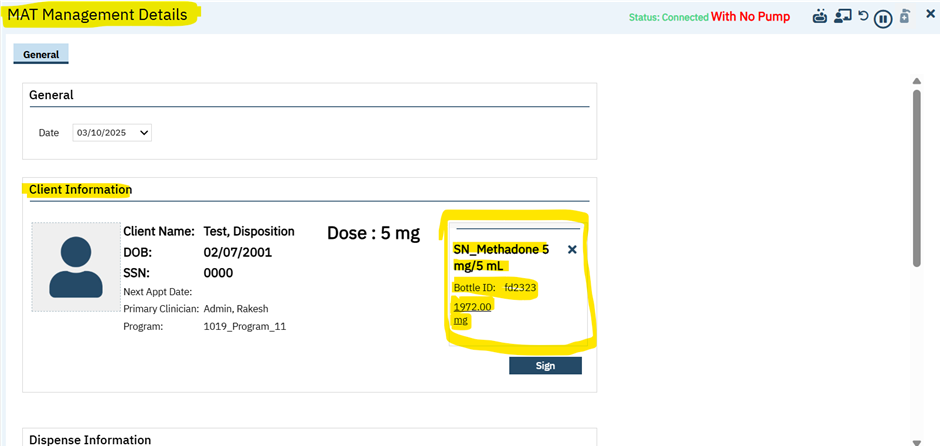 MAT Management Details
Status: Connected With No Pump
General
General
Date 03/10/2025
Client Information
Client Name: Test, Disposition
DOB: 02/07/2001
SSN: 0000
Next Appt Date:
Primary Clinician: Admin, Rakesh
Program: 1019_Program_11
Dose : 5 mg
SN_Methadone 5
mg/5 mL
Bottle ID: fd2323
1972.00
mg
Sign
Dispense Information